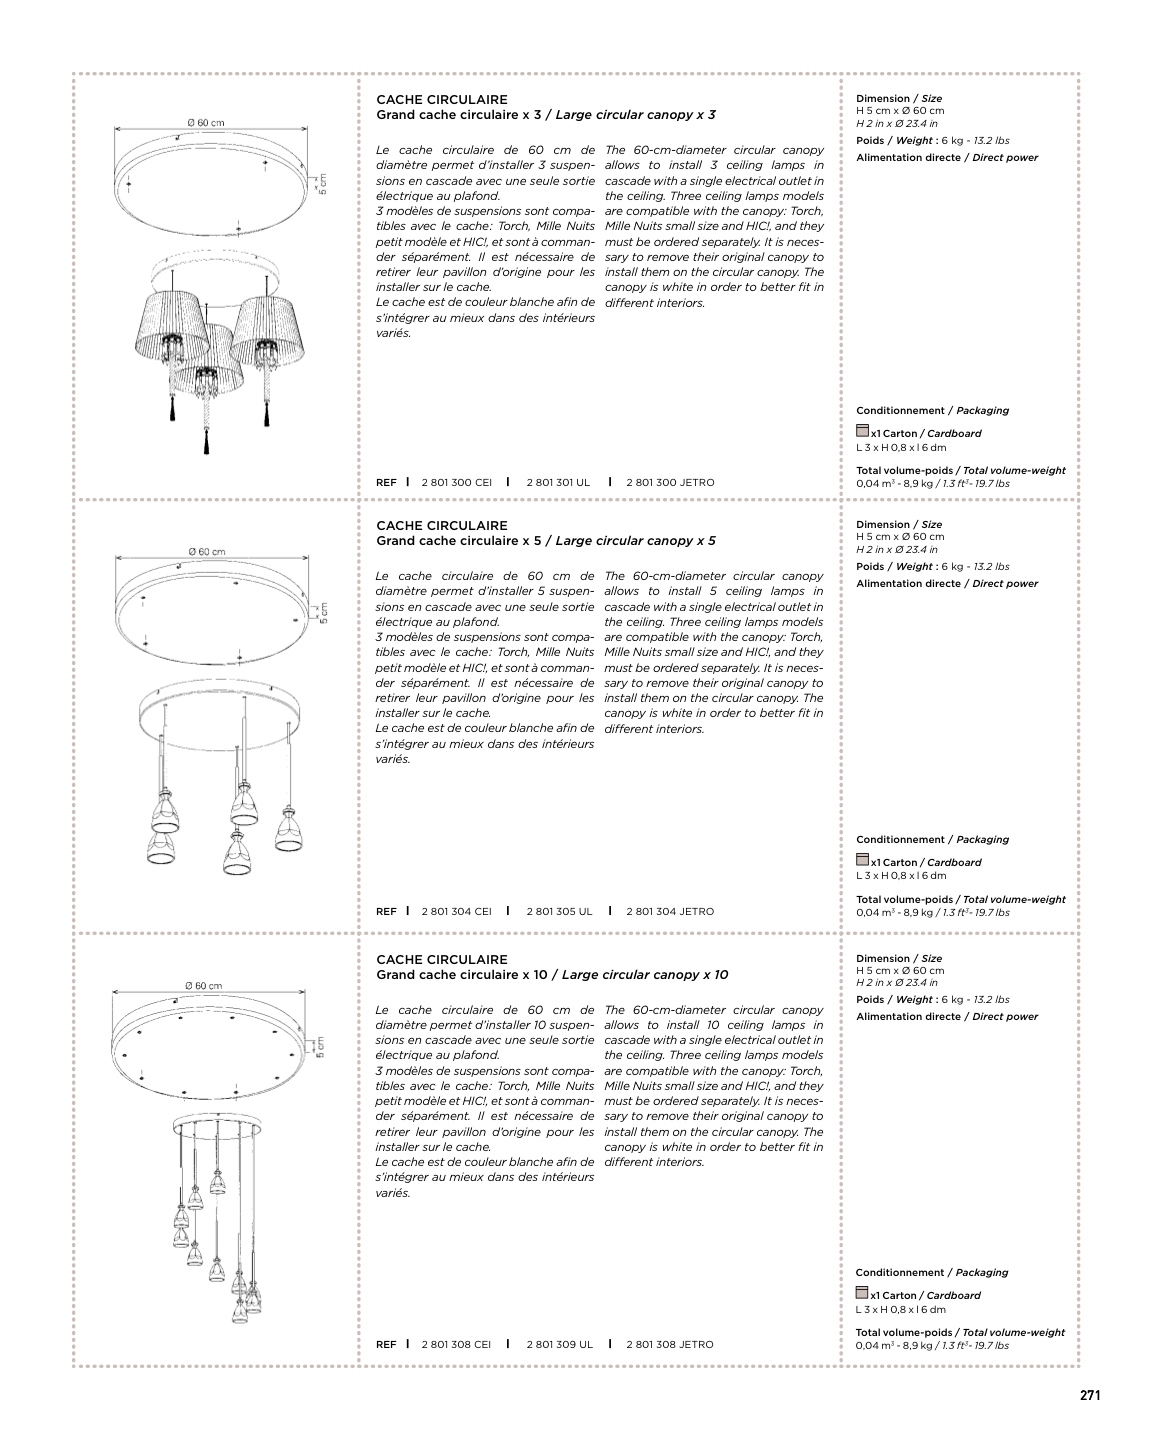 Ø 60 cm
5 cm
CACHE CIRCULAIRE
Grand cache circulaire x 3 / Large circular canopy x 3
Le cache circulaire de 60 cm de
diamètre permet d'installer 3 suspen-
sions en cascade avec une seule sortie
électrique au plafond.
3 modèles de suspensions sont compa-
tibles avec le cache: Torch, Mille Nuits
petit modèle et HIC!, et sont à comman-
der séparément. Il est nécessaire de
retirer leur pavillon d'origine pour les
installer sur le cache.
Le cache est de couleur blanche afin de
s'intégrer au mieux dans des intérieurs
variés.
The 60-cm-diameter circular canopy
allows to install 3 ceiling lamps in
cascade with a single electrical outlet in
the ceiling. Three ceiling lamps models
are compatible with the canopy: Torch,
Mille Nuits small size and HIC!, and they
must be ordered separately. It is neces-
sary to remove their original canopy to
install them on the circular canopy. The
canopy is white in order to better fit in
different interiors.
REF | 2 801 300 CEI | 2 801 301 UL | 2 801 300 JETRO
Dimension / Size
H 5 cm x Ø 60 cm
H 2 in x Ø 23.4 in
Poids / Weight : 6 kg - 13.2 lbs
Alimentation directe / Direct power
Conditionnement / Packaging
x1 Carton / Cardboard
L 3 x H 0,8 x l 6 dm
Total volume-poids / Total volume-weight
0,04 m³ - 8,9 kg / 1.3 ft³- 19.7 lbs
Ø 60 cm
5 cm
CACHE CIRCULAIRE
Grand cache circulaire x 5 / Large circular canopy x 5
Le cache circulaire de 60 cm de
diamètre permet d'installer 5 suspen-
sions en cascade avec une seule sortie
électrique au plafond.
3 modèles de suspensions sont compa-
tibles avec le cache: Torch, Mille Nuits
petit modèle et HIC!, et sont à comman-
der séparément. Il est nécessaire de
retirer leur pavillon d'origine pour les
installer sur le cache.
Le cache est de couleur blanche afin de
s'intégrer au mieux dans des intérieurs
variés.
The 60-cm-diameter circular canopy
allows to install 5 ceiling lamps in
cascade with a single electrical outlet in
the ceiling. Three ceiling lamps models
are compatible with the canopy: Torch,
Mille Nuits small size and HIC!, and they
must be ordered separately. It is neces-
sary to remove their original canopy to
install them on the circular canopy. The
canopy is white in order to better fit in
different interiors.
REF | 2 801 304 CEI | 2 801 305 UL | 2 801 304 JETRO
Dimension / Size
H 5 cm x Ø 60 cm
H 2 in x Ø 23.4 in
Poids / Weight : 6 kg - 13.2 lbs
Alimentation directe / Direct power
Conditionnement / Packaging
x1 Carton / Cardboard
L 3 x H 0,8 x l 6 dm
Total volume-poids / Total volume-weight
0,04 m³ - 8,9 kg / 1.3 ft³- 19.7 lbs
Ø 60 cm
5 cm
CACHE CIRCULAIRE
Grand cache circulaire x 10 / Large circular canopy x 10
Le cache circulaire de 60 cm de
diamètre permet d'installer 10 suspen-
sions en cascade avec une seule sortie
électrique au plafond.
3 modèles de suspensions sont compa-
tibles avec le cache: Torch, Mille Nuits
petit modèle et HIC!, et sont à comman-
der séparément. Il est nécessaire de
retirer leur pavillon d'origine pour les
installer sur le cache.
Le cache est de couleur blanche afin de
s'intégrer au mieux dans des intérieurs
variés.
The 60-cm-diameter circular canopy
allows to install 10 ceiling lamps in
cascade with a single electrical outlet in
the ceiling. Three ceiling lamps models
are compatible with the canopy: Torch,
Mille Nuits small size and HIC!, and they
must be ordered separately. It is neces-
sary to remove their original canopy to
install them on the circular canopy. The
canopy is white in order to better fit in
different interiors.
REF | 2 801 308 CEI | 2 801 309 UL | 2 801 308 JETRO
Dimension / Size
H 5 cm x Ø 60 cm
H 2 in x Ø 23.4 in
Poids / Weight : 6 kg - 13.2 lbs
Alimentation directe / Direct power
Conditionnement / Packaging
x1 Carton / Cardboard
L 3 x H 0,8 x l 6 dm
Total volume-poids / Total volume-weight
0,04 m³ - 8,9 kg / 1.3 ft³- 19.7 lbs
271